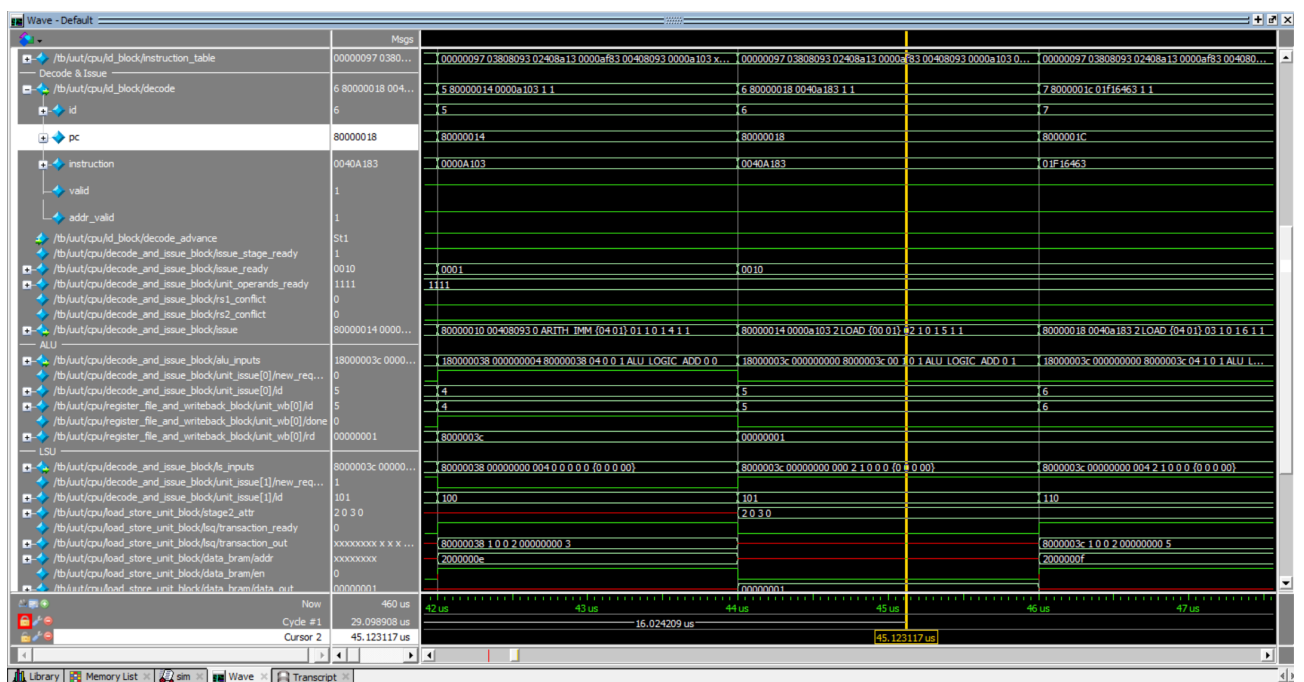 Wave - Default
Msgs
/tb/uut/cpu/id_block/instruction_table 00000097 0380... 00000097 03808093 02408a13 0000af83 00408093 0000a103 x... 00000097 03808093 02408a13 0000af83 00408093 0000a103 0... 00000097 03808093 02408a13 0000af83 004080...
Decode & Issue
/tb/uut/cpu/id_block/decode 6 80000018 004... 5 80000014 0000a103 1 1 6 80000018 0040a183 1 1 7 8000001c 01f16463 1 1
id 6 5 6 7
pc 80000018 80000014 80000018 8000001C
instruction 0040A183 0000A103 0040A183 01F16463
valid 1
addr_valid 1
/tb/uut/cpu/id_block/decode_advance St1
/tb/uut/cpu/decode_and_issue_block/issue_stage_ready 1
/tb/uut/cpu/decode_and_issue_block/issue_ready 0010 0001 0010
/tb/uut/cpu/decode_and_issue_block/unit_operands_ready 1111 1111
/tb/uut/cpu/decode_and_issue_block/rs1_conflict 0
/tb/uut/cpu/decode_and_issue_block/rs2_conflict 0
/tb/uut/cpu/decode_and_issue_block/issue 80000014 0000... 80000010 00408093 0 ARITH_IMM {04 01} 01 1 0 1 4 1 1 80000014 0000a103 2 LOAD {00 01} 02 1 0 1 5 1 1 80000018 0040a183 2 LOAD {04 01} 03 1 0 1 6 1 1
ALU
/tb/uut/cpu/decode_and_issue_block/alu_inputs 18000003c 0000... 180000038 000000004 80000038 04 0 0 1 ALU_LOGIC_ADD 0 0 18000003c 000000000 8000003c 00 1 0 1 ALU_LOGIC_ADD 0 1 18000003c 000000000 8000003c 04 1 0 1 ALU_L...
/tb/uut/cpu/decode_and_issue_block/unit_issue[0]/new_req... 0
/tb/uut/cpu/decode_and_issue_block/unit_issue[0]/id 5 4 5 6
/tb/uut/cpu/register_file_and_writeback_block/unit_wb[0]/id 5 4 5 6
/tb/uut/cpu/register_file_and_writeback_block/unit_wb[0]/done 0
/tb/uut/cpu/register_file_and_writeback_block/unit_wb[0]/rd 00000001 8000003c 00000001
LSU
/tb/uut/cpu/decode_and_issue_block/ls_inputs 8000003c 00000... 80000038 00000000 004 0 0 0 0 0 {0 0 0 00} 8000003c 00000000 000 2 1 0 0 0 {0 0 0 00} 8000003c 00000000 004 2 1 0 0 0 {0 0 0 00}
/tb/uut/cpu/decode_and_issue_block/unit_issue[1]/new_req... 1
/tb/uut/cpu/decode_and_issue_block/unit_issue[1]/id 101 100 101 110
/tb/uut/cpu/load_store_unit_block/stage2_attr 2 0 3 0 2 0 3 0
/tb/uut/cpu/load_store_unit_block/lsq/transaction_ready 0
/tb/uut/cpu/load_store_unit_block/lsq/transaction_out xxxxxxxx x x x ... 80000038 1 0 0 2 00000000 3 8000003c 1 0 0 2 00000000 5
/tb/uut/cpu/load_store_unit_block/data_bram/addr xxxxxxxx 2000000e 2000000f
/tb/uut/cpu/load_store_unit_block/data_bram/en 0
/tb/uut/cpu/load_store_unit_block/data_bram/data_out 00000001 00000001
Now 460 us 42 us 43 us 44 us 45 us 46 us 47 us
Cycle #1 29.098908 us 16.024209 us
Cursor 2 45.123117 us 45.123117 us
Library Memory List sim Wave Transcript